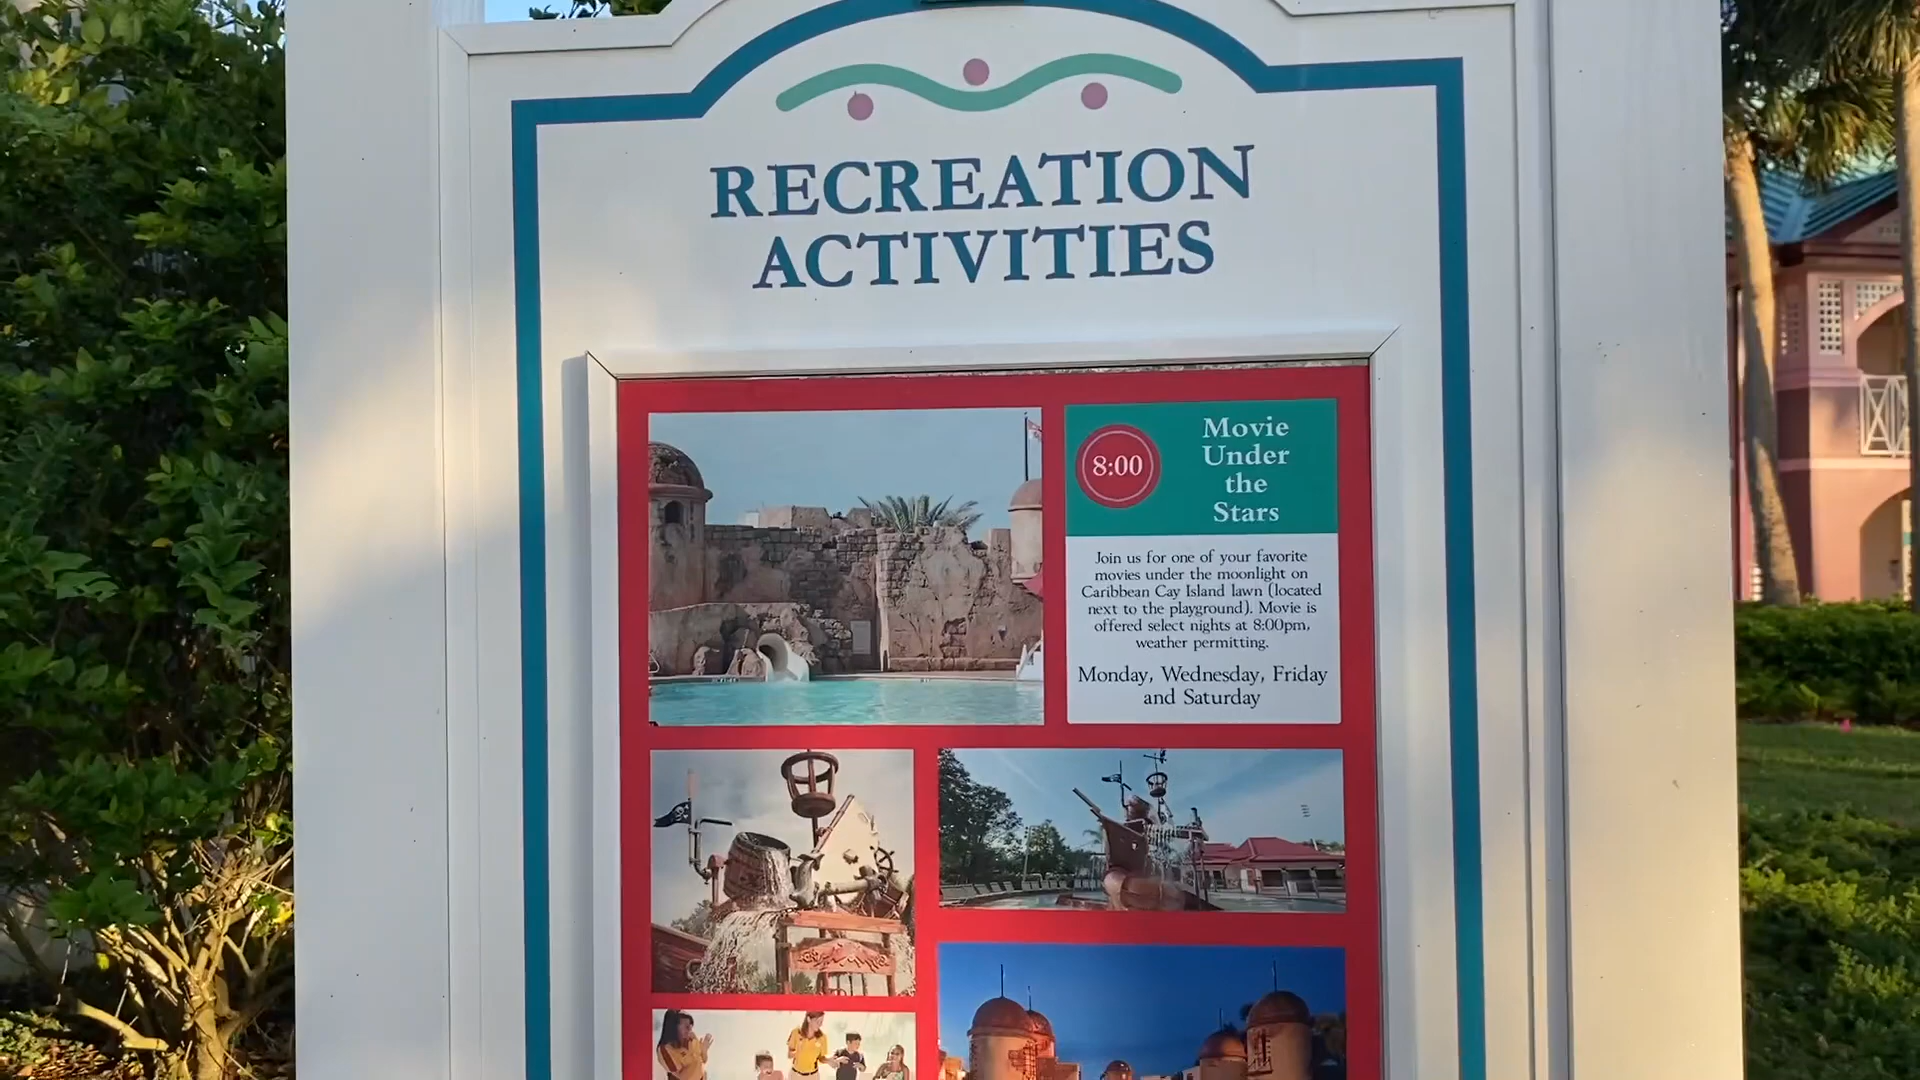 RECREATION
ACTIVITIES
8:00
Movie
Under
the
Stars
Join us for one of your favorite
movies under the moonlight on
Caribbean Cay Island lawn (located
next to the playground). Movie is
offered select nights at 8:00pm,
weather permitting.
Monday, Wednesday, Friday
and Saturday